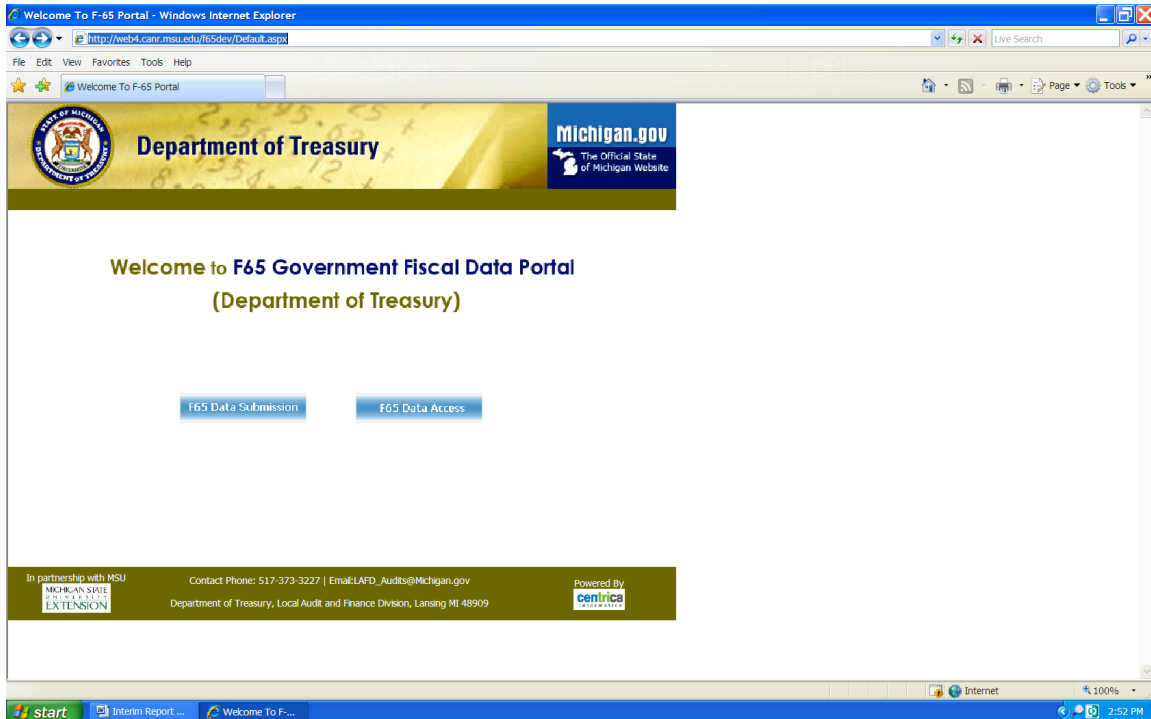 Welcome To F-65 Portal - Windows Internet Explorer
http://web4.canr.msu.edu/f65dev/Default.aspx
Live Search
File Edit View Favorites Tools Help
Welcome To F-65 Portal
Page Tools
Department of Treasury
Michigan.gov
The Official State
of Michigan Website
Welcome to F65 Government Fiscal Data Portal
(Department of Treasury)
F65 Data Submission
F65 Data Access
In partnership with MSU
MICHIGAN STATE
UNIVERSITY
EXTENSION
Contact Phone: 517-373-3227 | Email:LAFD_Audits@Michigan.gov
Department of Treasury, Local Audit and Finance Division, Lansing MI 48909
Powered By
centrica
informatics
Internet
100%
start
Interim Report ...
Welcome To F-...
2:52 PM